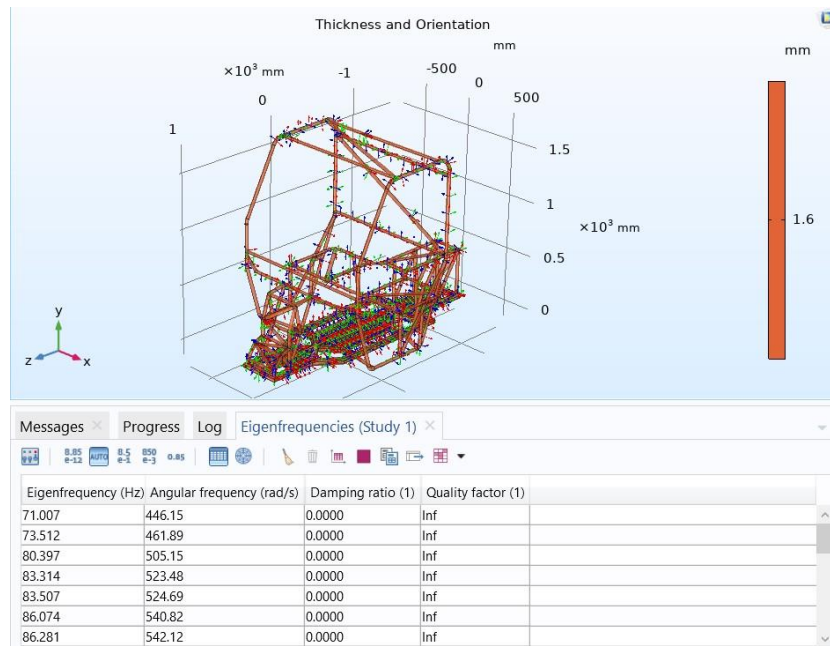 Thickness and Orientation
mm
×10³ mm
-1
-500
0
0
500
mm
1
1.5
1
×10³ mm
1.6
0.5
0
y
z
x
Messages Progress Log Eigenfrequencies (Study 1)
8.85 e-12 AUTO 8.5 e-1 850 e-3 0.85
Eigenfrequency (Hz) Angular frequency (rad/s) Damping ratio (1) Quality factor (1)
71.007 446.15 0.0000 Inf
73.512 461.89 0.0000 Inf
80.397 505.15 0.0000 Inf
83.314 523.48 0.0000 Inf
83.507 524.69 0.0000 Inf
86.074 540.82 0.0000 Inf
86.281 542.12 0.0000 Inf